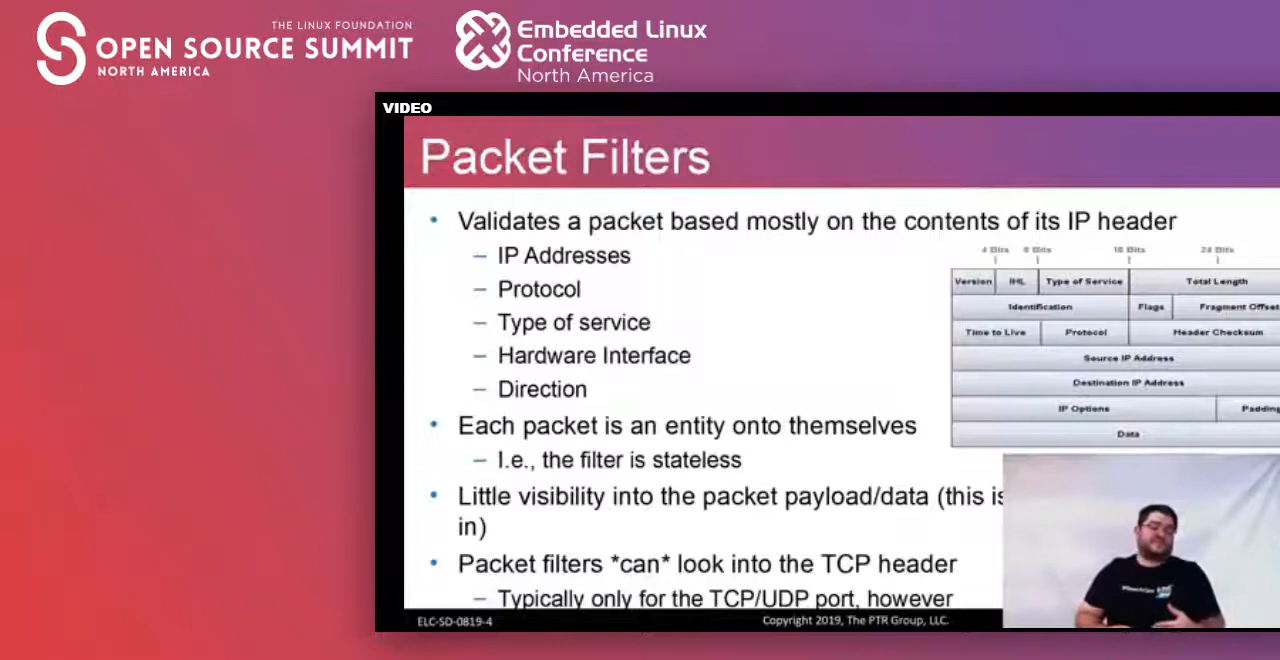 THE LINUX FOUNDATION
OPEN SOURCE SUMMIT
NORTH AMERICA
Embedded Linux
Conference
North America
VIDEO
Packet Filters
• Validates a packet based mostly on the contents of its IP header
– IP Addresses
– Protocol
– Type of service
– Hardware Interface
– Direction
• Each packet is an entity onto themselves
– I.e., the filter is stateless
• Little visibility into the packet payload/data (this is
in)
• Packet filters *can* look into the TCP header
– Typically only for the TCP/UDP port, however
4 Bits 8 Bits 16 Bits 24 Bits
Version IHL Type of Service Total Length
Identification Flags Fragment Offset
Time to Live Protocol Header Checksum
Source IP Address
Destination IP Address
IP Options Padding
Data
ELC-SD-0819-4
Copyright 2019, The PTR Group, LLC.